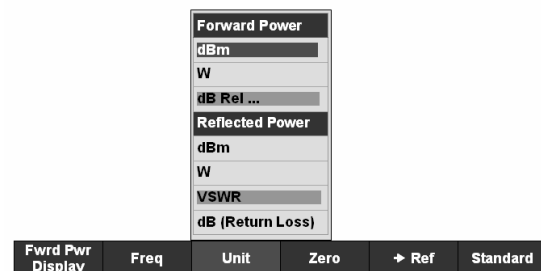 Forward Power
dBm
W
dB Rel ...
Reflected Power
dBm
W
VSWR
dB (Return Loss)
Fwrd Pwr Display
Freq
Unit
Zero
➔ Ref
Standard